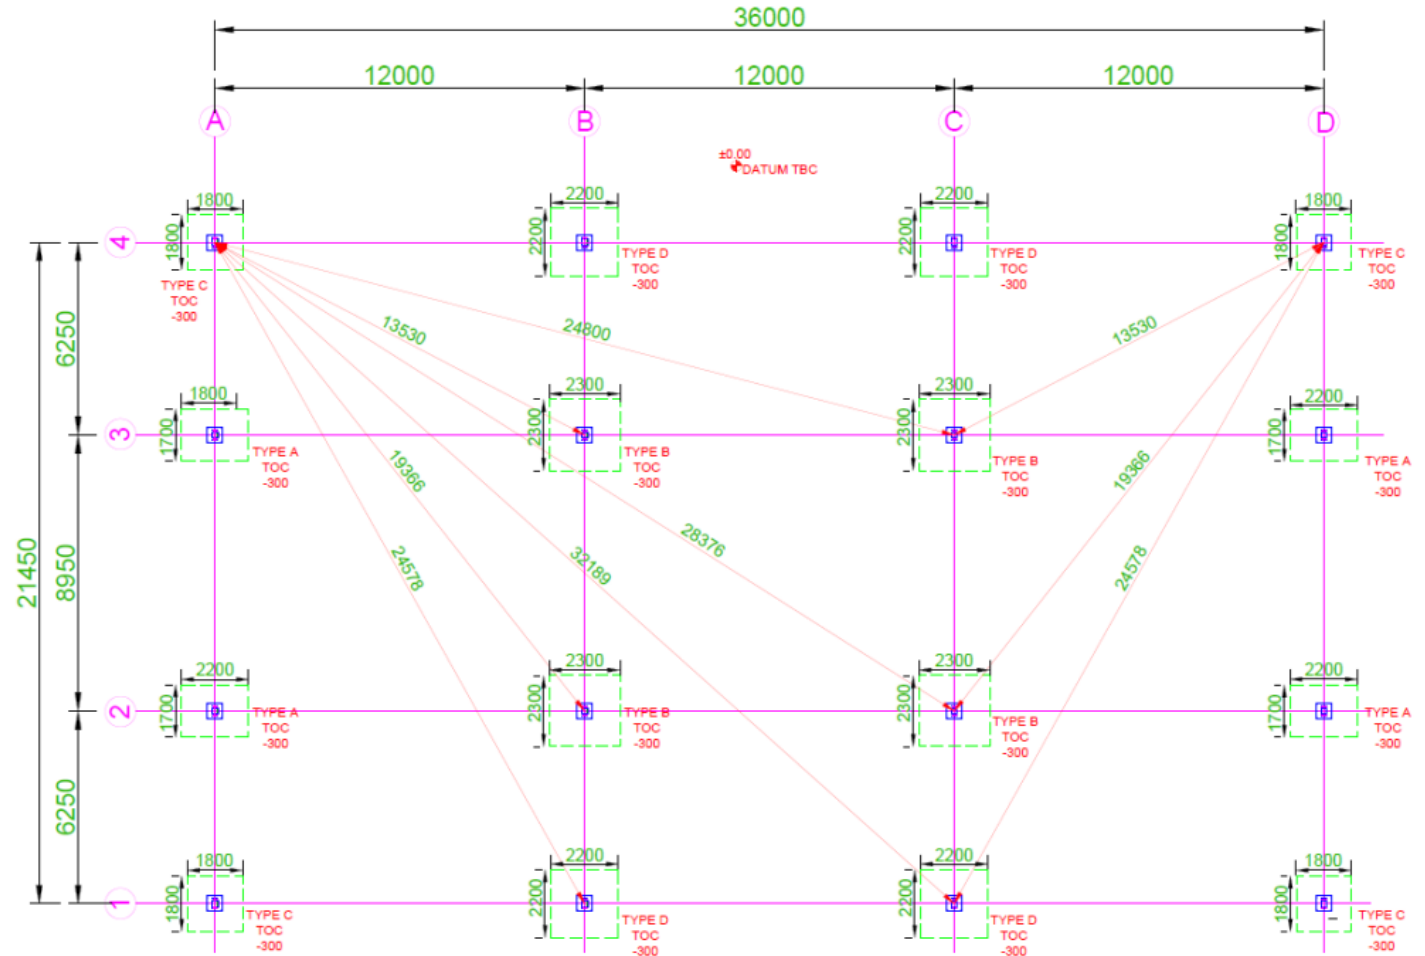 36000
12000
12000
12000
A
B
C
D
±0.00
DATUM TBC
1800
2200
2200
1800
4
1800
2200
2200
1800
TYPE C
TOC
-300
TYPE D
TOC
-300
TYPE D
TOC
-300
TYPE C
TOC
-300
6250
13530
24800
13530
1800
2300
2300
2200
3
1700
2300
2300
1700
TYPE A
TOC
-300
TYPE B
TOC
-300
TYPE B
TOC
-300
TYPE A
TOC
-300
21450
8950
19366
28376
19366
24578
32189
24578
2200
2300
2300
2200
2
1700
2300
2300
1700
TYPE A
TOC
-300
TYPE B
TOC
-300
TYPE B
TOC
-300
TYPE A
TOC
-300
6250
1800
2200
2200
1800
1
1800
2200
2200
1800
TYPE C
TOC
-300
TYPE D
TOC
-300
TYPE D
TOC
-300
TYPE C
TOC
-300